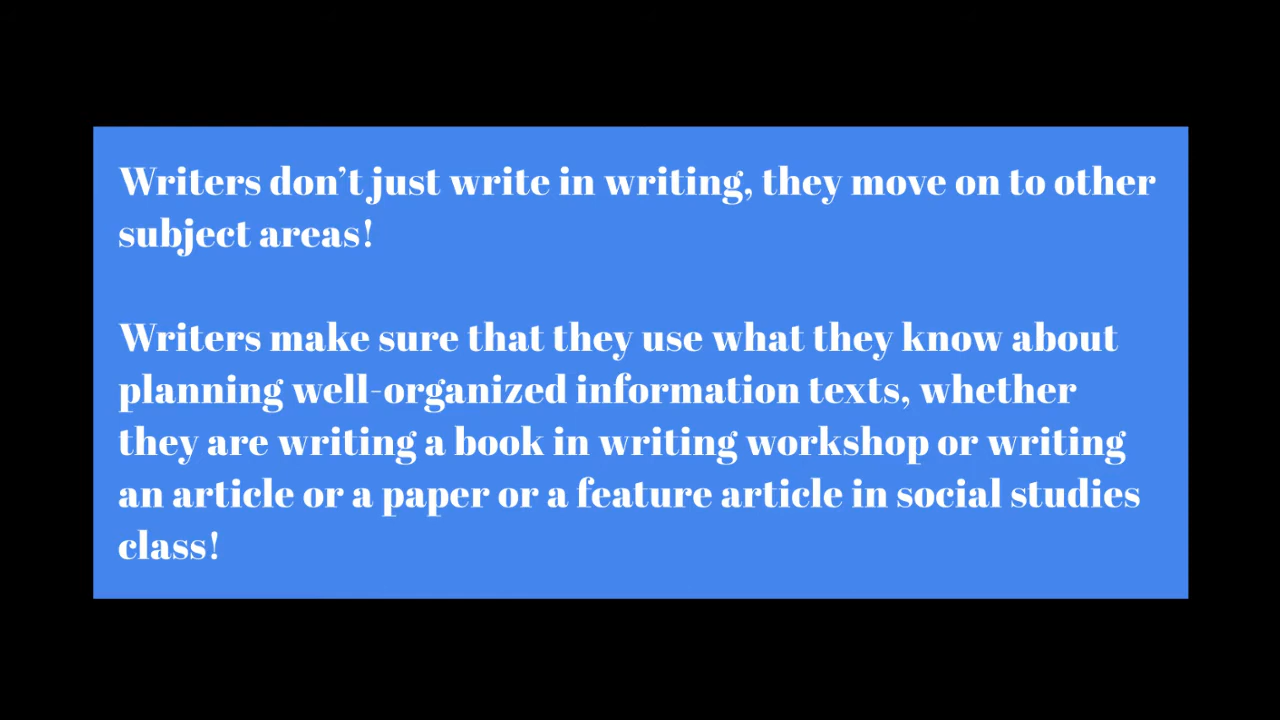 Writers don’t just write in writing, they move on to other
subject areas!
Writers make sure that they use what they know about
planning well-organized information texts, whether
they are writing a book in writing workshop or writing
an article or a paper or a feature article in social studies
class!